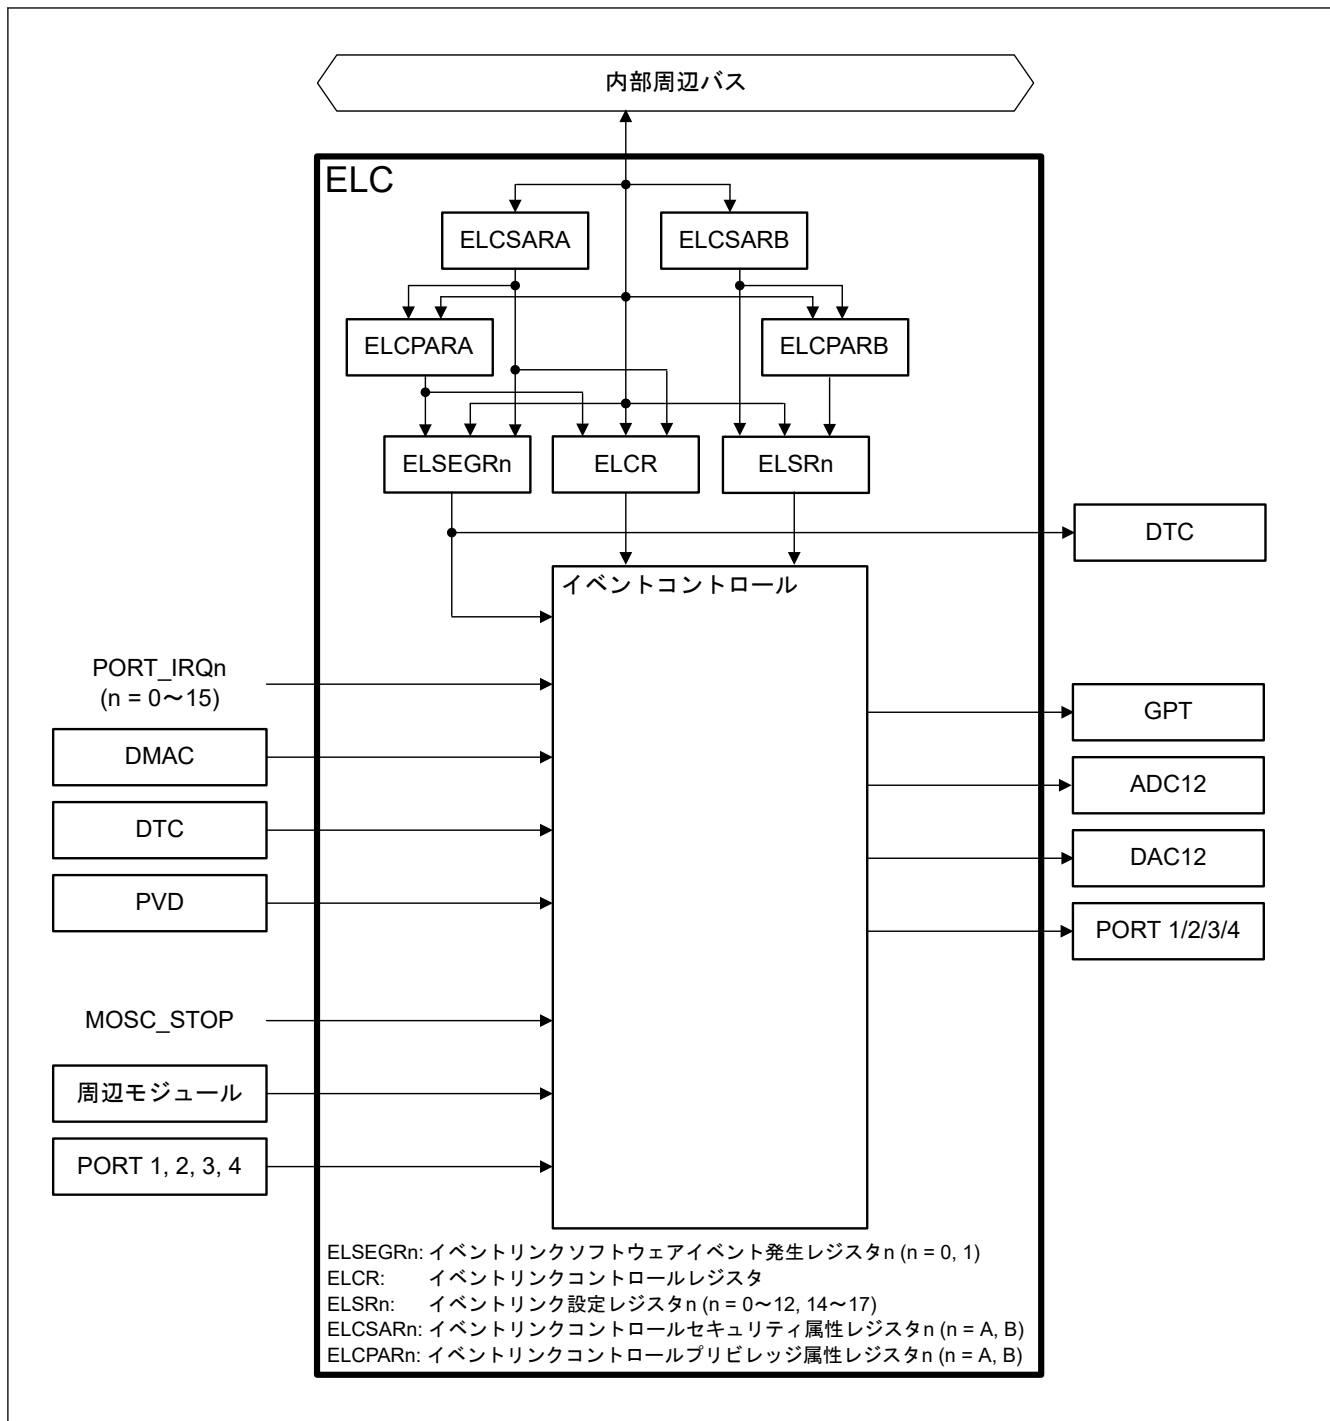 内部周辺バス
ELC
ELCSARA
ELCSARB
ELCPARA
ELCPARB
ELSEGRn
ELCR
ELSRn
DTC
イベントコントロール
PORT_IRQn
(n = 0～15)
GPT
DMAC
ADC12
DTC
DAC12
PVD
PORT 1/2/3/4
MOSC_STOP
周辺モジュール
PORT 1, 2, 3, 4
ELSEGRn: イベントリンクソフトウェアイベント発生レジスタn (n = 0, 1)
ELCR: イベントリンクコントロールレジスタ
ELSRn: イベントリンク設定レジスタn (n = 0～12, 14～17)
ELCSARn: イベントリンクコントロールセキュリティ属性レジスタn (n = A, B)
ELCPARn: イベントリンクコントロールプリビレッジ属性レジスタn (n = A, B)